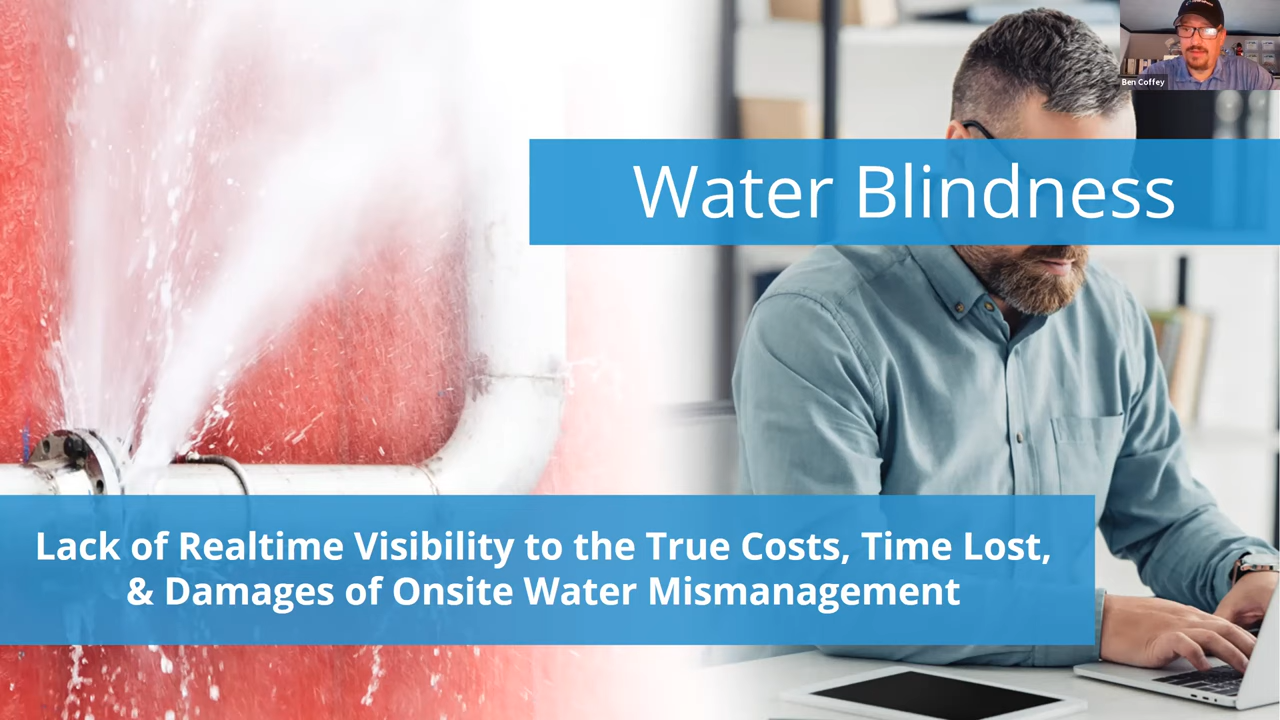 Ben Coffey
Water Blindness
Lack of Realtime Visibility to the True Costs, Time Lost,
& Damages of Onsite Water Mismanagement